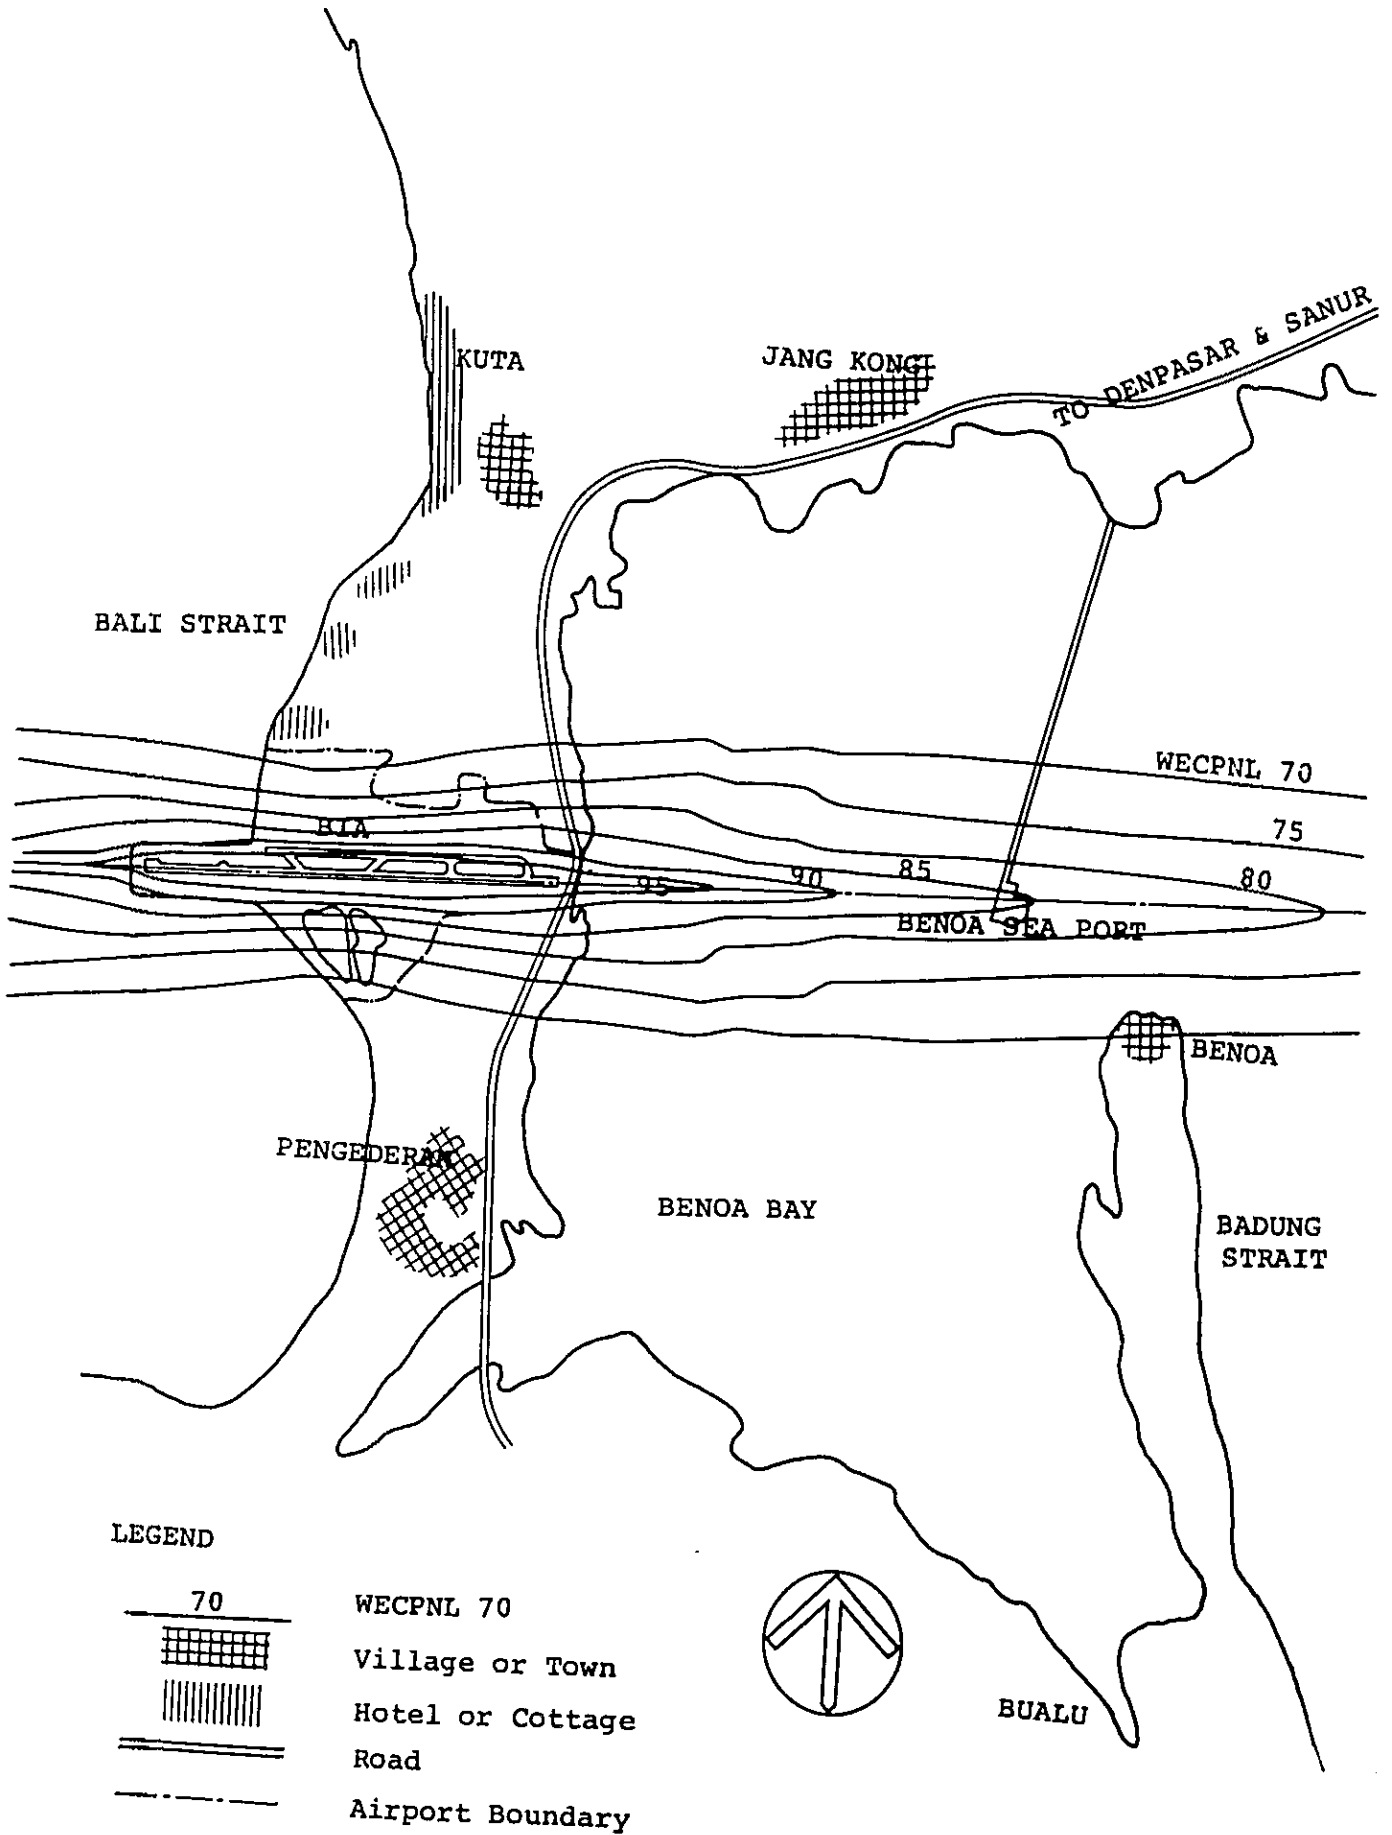 TO DENPASAR & SANUR
KUTA
JANG KONGI
BALI STRAIT
WECPNL 70
75
BIA
95
90
85
80
BENOA SEA PORT
BENOA
PENGEDERAN
BENOA BAY
BADUNG
STRAIT
BUALU
LEGEND
70
WECPNL 70
Village or Town
Hotel or Cottage
Road
Airport Boundary